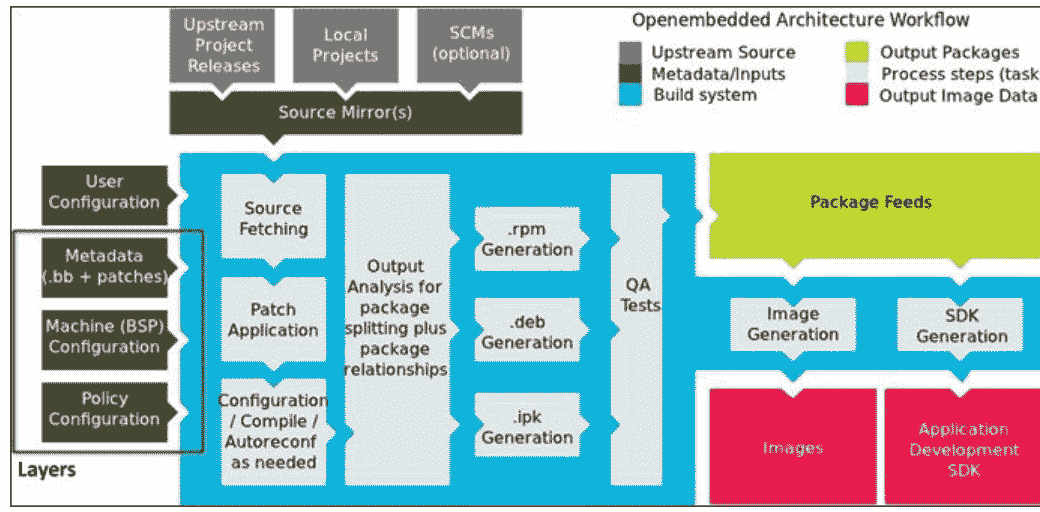 Upstream
Project
Releases
Local
Projects
SCMs
(optional)
Openembedded Architecture Workflow
Upstream Source
Metadata/Inputs
Build system
Output Packages
Process steps (task
Output Image Data
Source Mirror(s)
User
Configuration
Metadata
(.bb + patches)
Machine (BSP)
Configuration
Policy
Configuration
Layers
Source
Fetching
Patch
Application
Configuration
/ Compile /
Autoreconf
as needed
Output
Analysis for
package
splitting plus
package
relationships
.rpm
Generation
.deb
Generation
.ipk
Generation
QA
Tests
Package Feeds
Image
Generation
SDK
Generation
Images
Application
Development
SDK